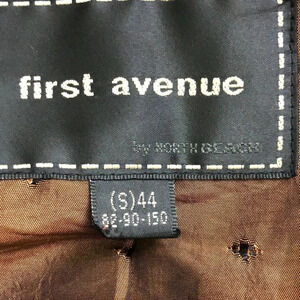 first avenue
by NORTH BEACH
(S)44
82-90-150